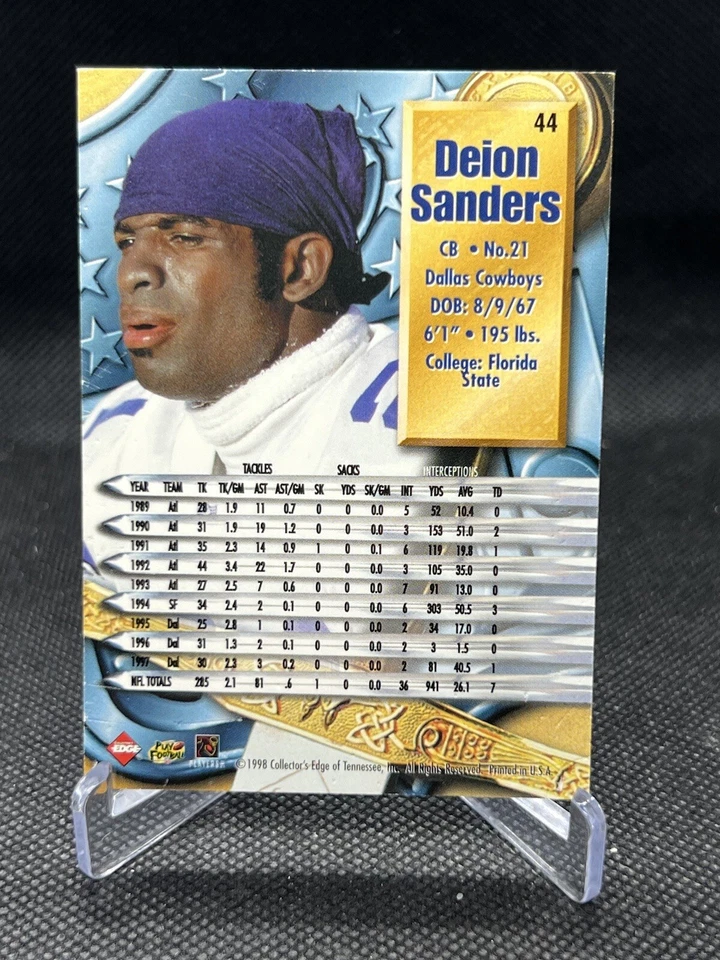 44
Deion
Sanders
CB • No.21
Dallas Cowboys
DOB: 8/9/67
6'1" • 195 lbs.
College: Florida
State
TACKLES SACKS INTERCEPTIONS
YEAR TEAM TK TK/GM AST AST/GM SK YDS SK/GM INT YDS AVG TD
1989 Atl 28 1.9 11 0.7 0 0 0.0 5 52 10.4 0
1990 Atl 31 1.9 19 1.2 0 0 0.0 3 153 51.0 2
1991 Atl 35 2.3 14 0.9 1 0 0.1 6 119 19.8 1
1992 Atl 44 3.4 22 1.7 0 0 0.0 3 105 35.0 0
1993 Atl 27 2.5 7 0.6 0 0 0.0 7 91 13.0 0
1994 SF 34 2.4 2 0.1 0 0 0.0 6 303 50.5 3
1995 Dal 25 2.8 1 0.1 0 0 0.0 2 34 17.0 0
1996 Dal 31 1.3 2 0.1 0 0 0.0 2 3 1.5 0
1997 Dal 30 2.3 3 0.2 0 0 0.0 2 81 40.5 1
NFL TOTALS 285 2.1 81 .6 1 0 0.0 36 941 26.1 7
EDGE
PLAY FOOTBALL
PLAYERS
©1998 Collector's Edge of Tennessee, Inc. All Rights Reserved. Printed in U.S.A.